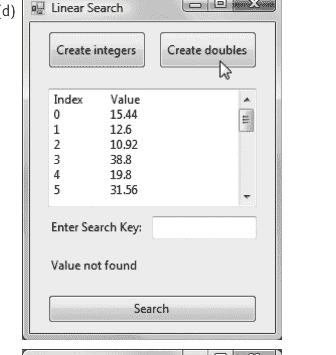 (d)
Linear Search
Create integers Create doubles
Index Value
0 15.44
1 12.6
2 10.92
3 38.8
4 19.8
5 31.56
Enter Search Key:
Value not found
Search